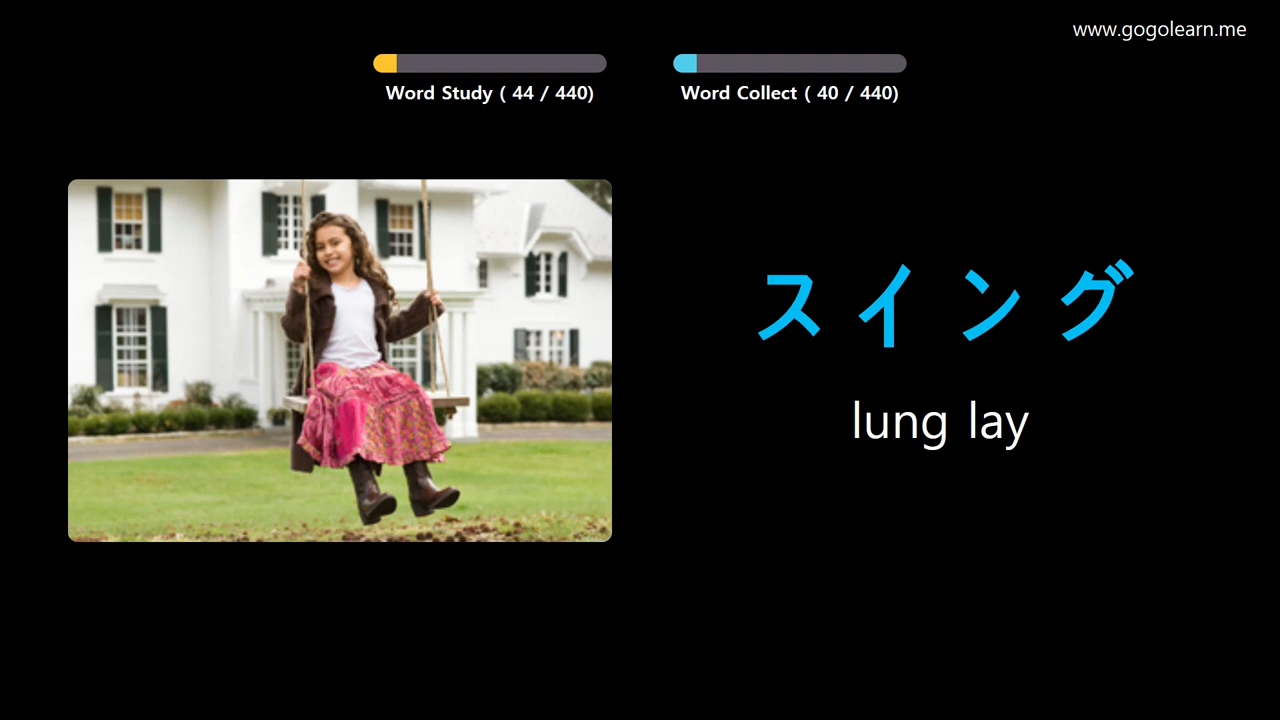 www.gogolearn.me
Word Study ( 44 / 440)
Word Collect ( 40 / 440)
スイング
lung lay